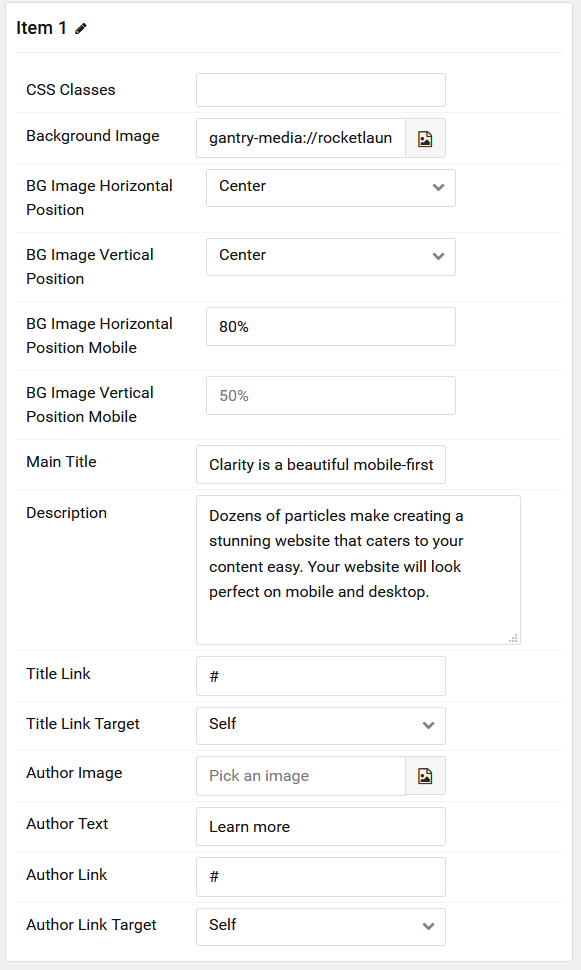 Item 1
CSS Classes
Background Image
gantry-media://rocketlaun
BG Image Horizontal
Position
Center
BG Image Vertical
Position
Center
BG Image Horizontal
Position Mobile
80%
BG Image Vertical
Position Mobile
50%
Main Title
Clarity is a beautiful mobile-first
Description
Dozens of particles make creating a
stunning website that caters to your
content easy. Your website will look
perfect on mobile and desktop.
Title Link
#
Title Link Target
Self
Author Image
Pick an image
Author Text
Learn more
Author Link
#
Author Link Target
Self